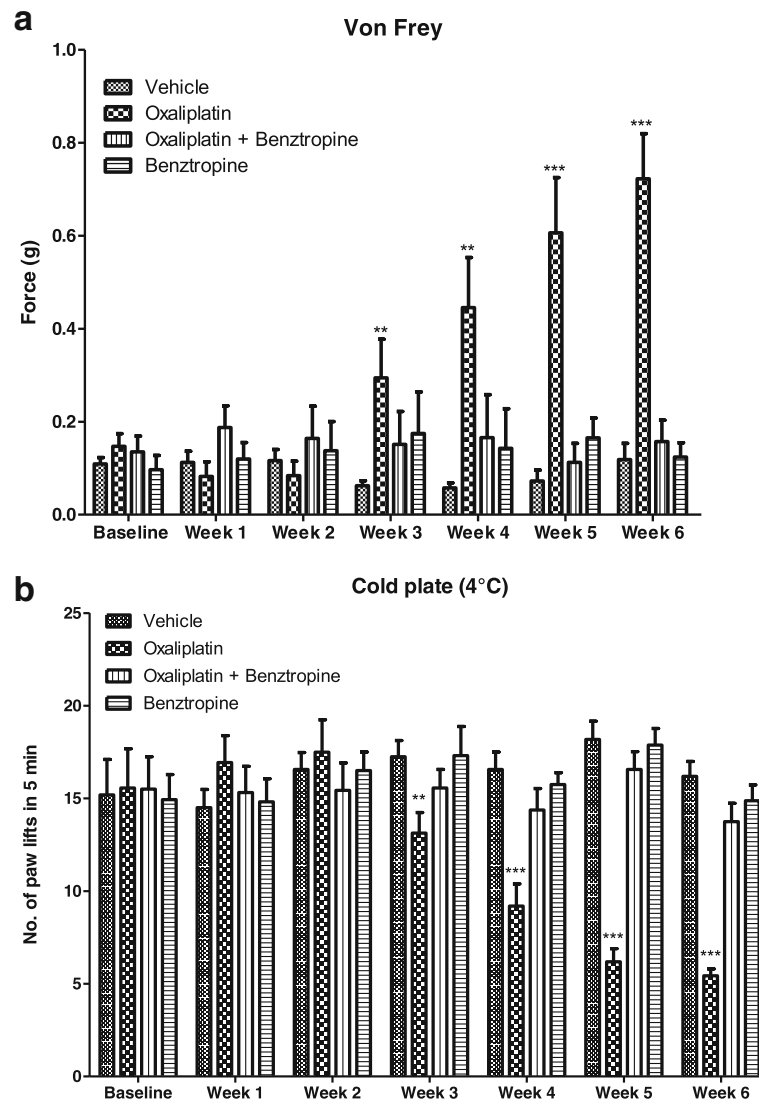 a
Von Frey
1.0
0.8
0.6
0.4
0.2
0.0
Force (g)
Vehicle
Oxaliplatin
Oxaliplatin + Benztropine
Benztropine
**
**
***
***
Baseline Week 1 Week 2 Week 3 Week 4 Week 5 Week 6
b
Cold plate (4°C)
25
20
15
10
5
0
No. of paw lifts in 5 min
Vehicle
Oxaliplatin
Oxaliplatin + Benztropine
Benztropine
**
***
***
***
Baseline Week 1 Week 2 Week 3 Week 4 Week 5 Week 6